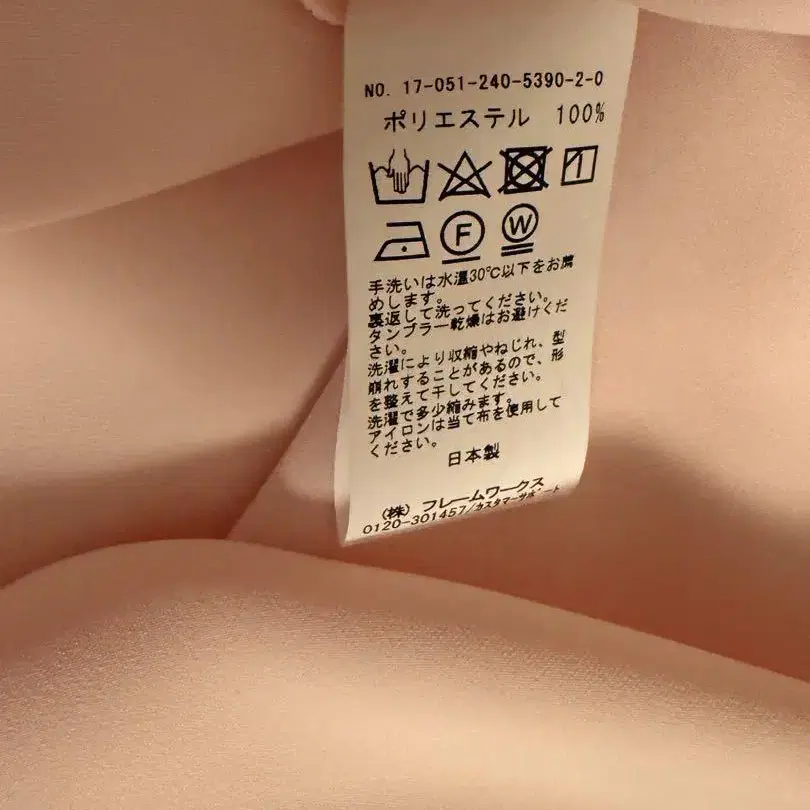 NO. 17-051-240-5390-2-0
ポリエステル 100%
F
W
手洗いは水温30℃以下をお薦
めします。
裏返して洗ってください。
タンブラー乾燥はお避けくだ
さい。
洗濯により収縮やねじれ、型
崩れすることがあるので、形
を整えて干してください。
洗濯で多少縮みます。
アイロンは当て布を使用して
ください。
日本製
(株) フレームワークス
0120-301457/カスタマーサポート